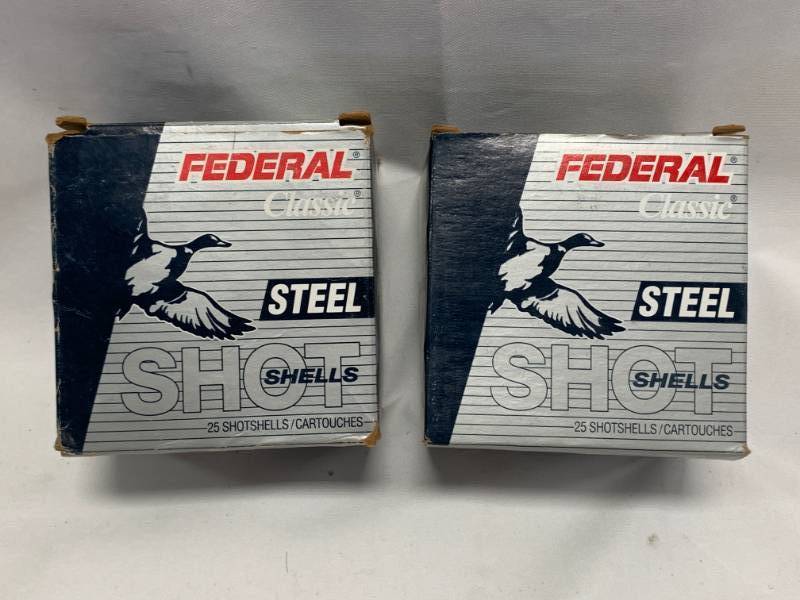 FEDERAL®
Classic®
STEEL
SHOT
SHELLS
25 SHOTSHELLS/CARTOUCHES
FEDERAL®
Classic®
STEEL
SHOT
SHELLS
25 SHOTSHELLS/CARTOUCHES